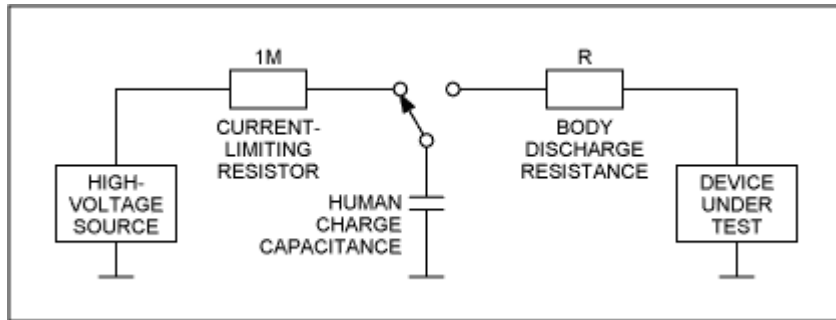 1M
R
CURRENT-
LIMITING
RESISTOR
BODY
DISCHARGE
RESISTANCE
HIGH-
VOLTAGE
SOURCE
HUMAN
CHARGE
CAPACITANCE
DEVICE
UNDER
TEST